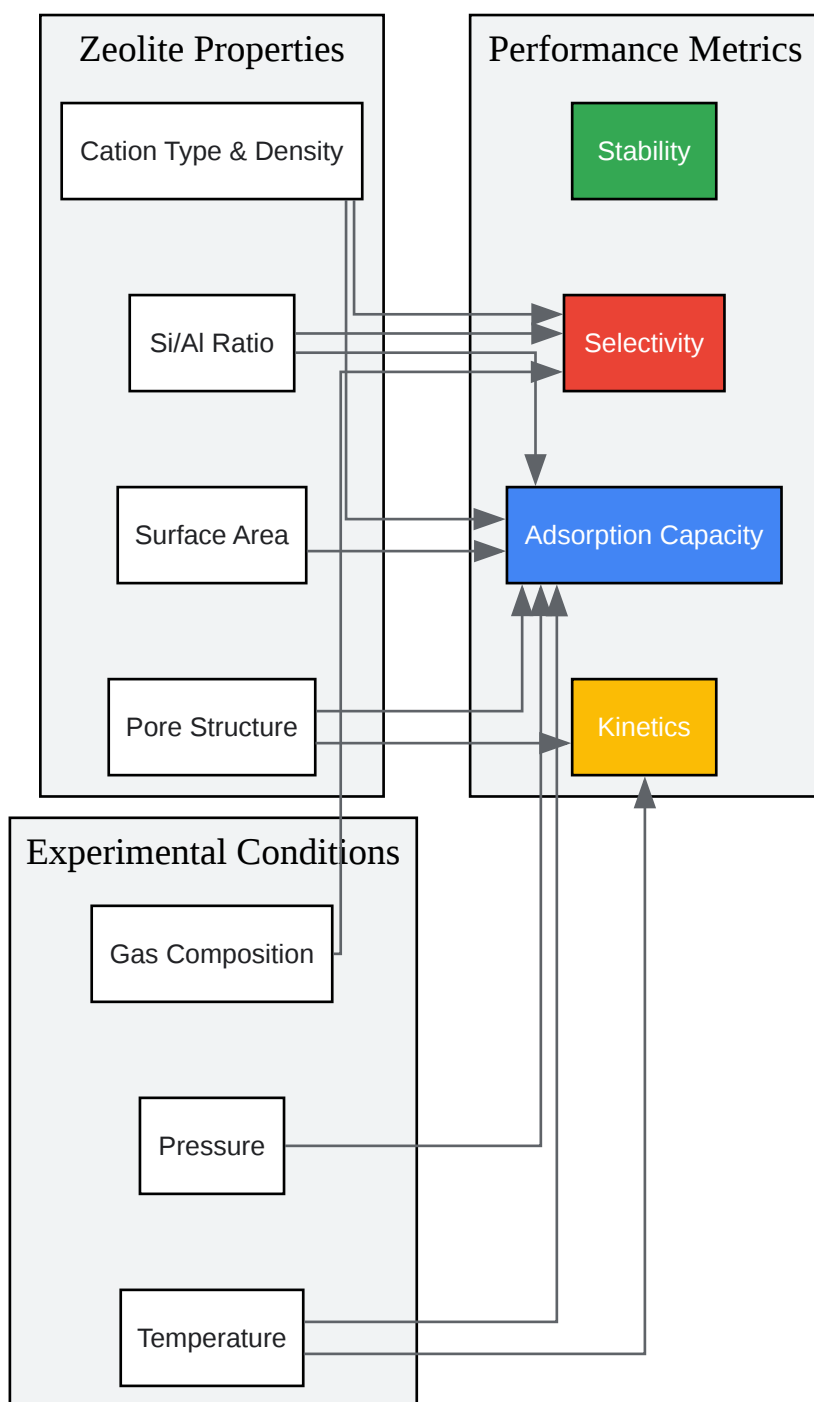 Zeolite Properties
Cation Type & Density
Si/Al Ratio
Surface Area
Pore Structure
Performance Metrics
Stability
Selectivity
Adsorption Capacity
Kinetics
Experimental Conditions
Gas Composition
Pressure
Temperature